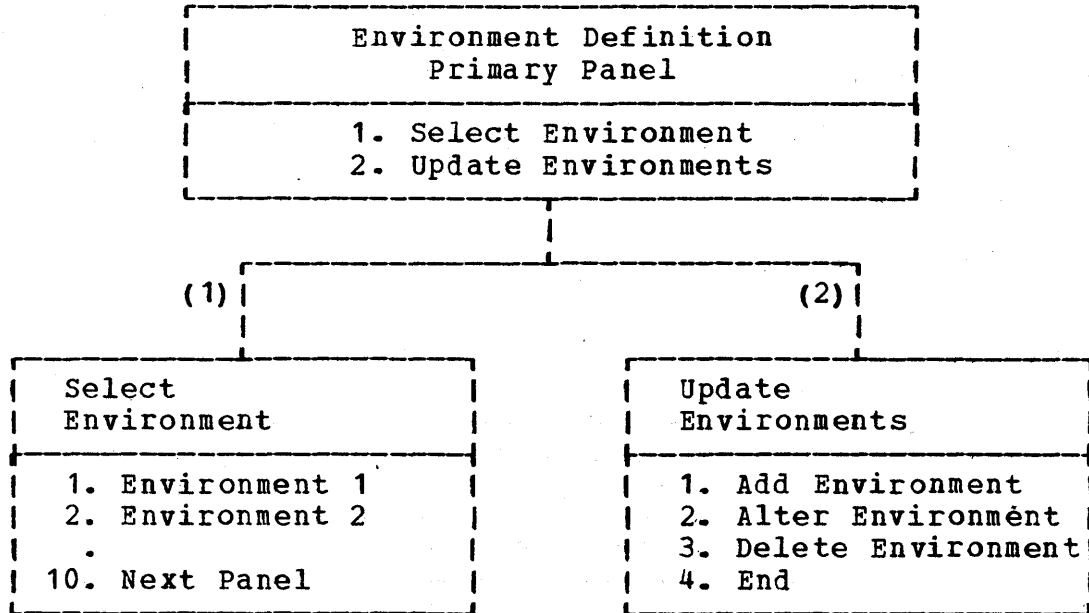 Environment Definition
Primary Panel
1. Select Environment
2. Update Environments
(1)
(2)
Select
Environment
1. Environment 1
2. Environment 2
.
10. Next Panel
Update
Environments
1. Add Environment
2. Alter Environment
3. Delete Environment
4. End